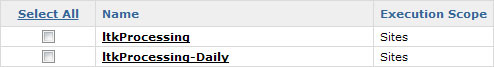 Select All Name Execution Scope
ltkProcessing Sites
ltkProcessing-Daily Sites